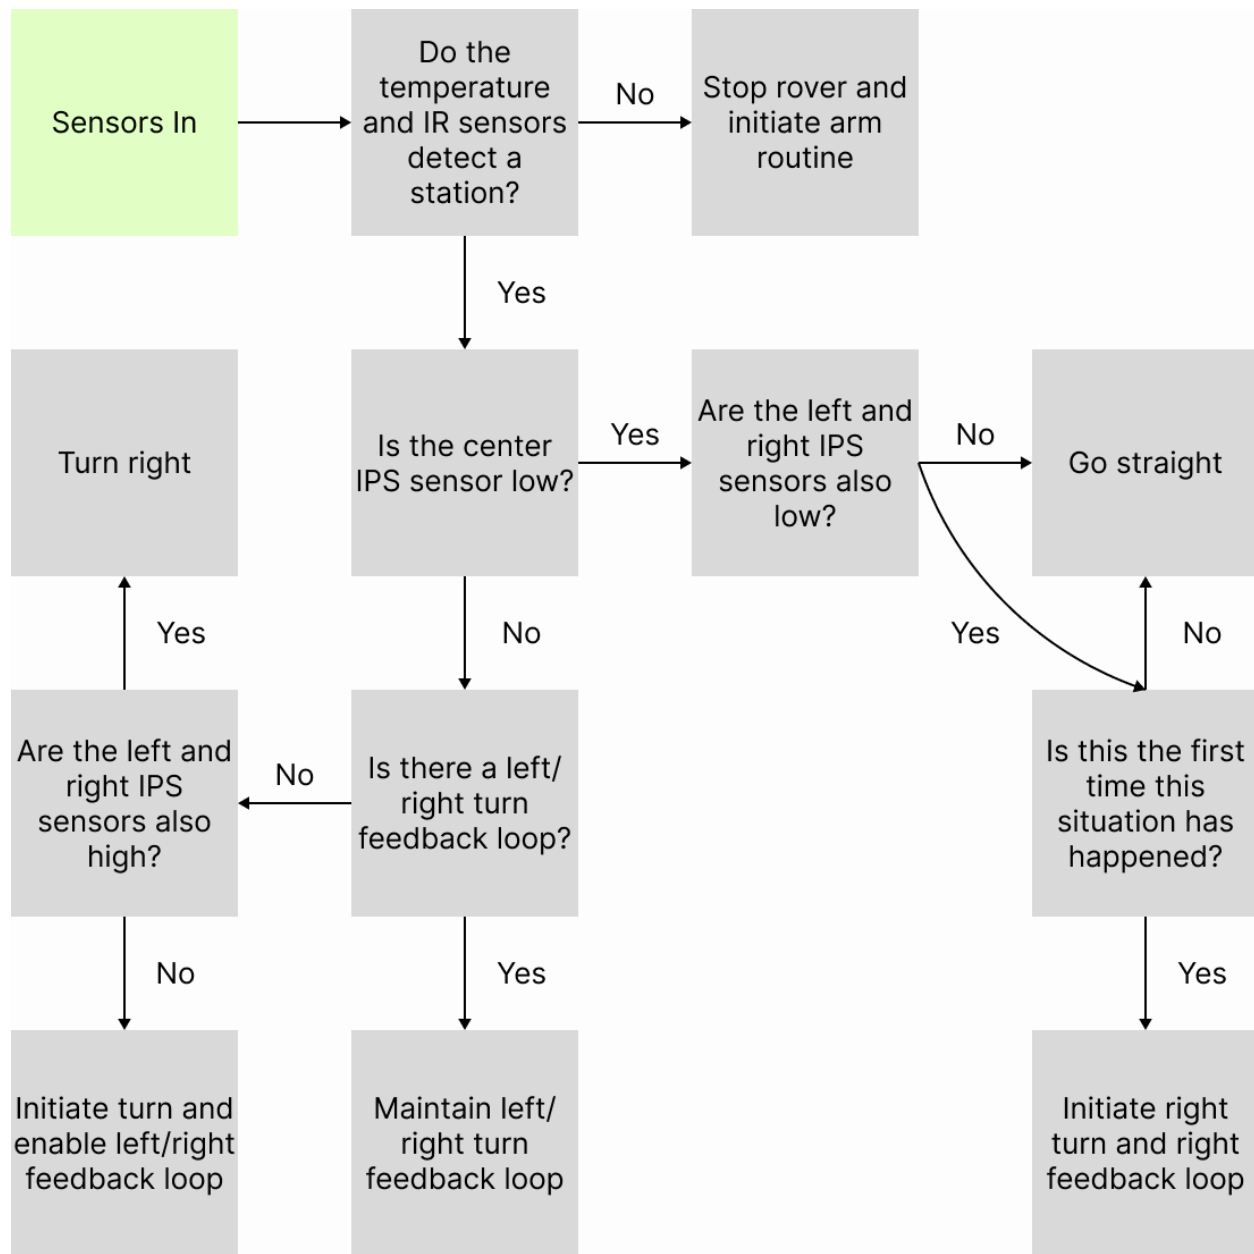 Sensors In
Do the
temperature
and IR sensors
detect a
station?
No
Stop rover and
initiate arm
routine
Yes
Turn right
Is the center
IPS sensor low?
Yes
Are the left and
right IPS
sensors also
low?
No
Go straight
Yes
No
Yes
No
Are the left and
right IPS
sensors also
high?
No
Is there a left/
right turn
feedback loop?
Is this the first
time this
situation has
happened?
No
Yes
Yes
Initiate turn and
enable left/right
feedback loop
Maintain left/
right turn
feedback loop
Initiate right
turn and right
feedback loop